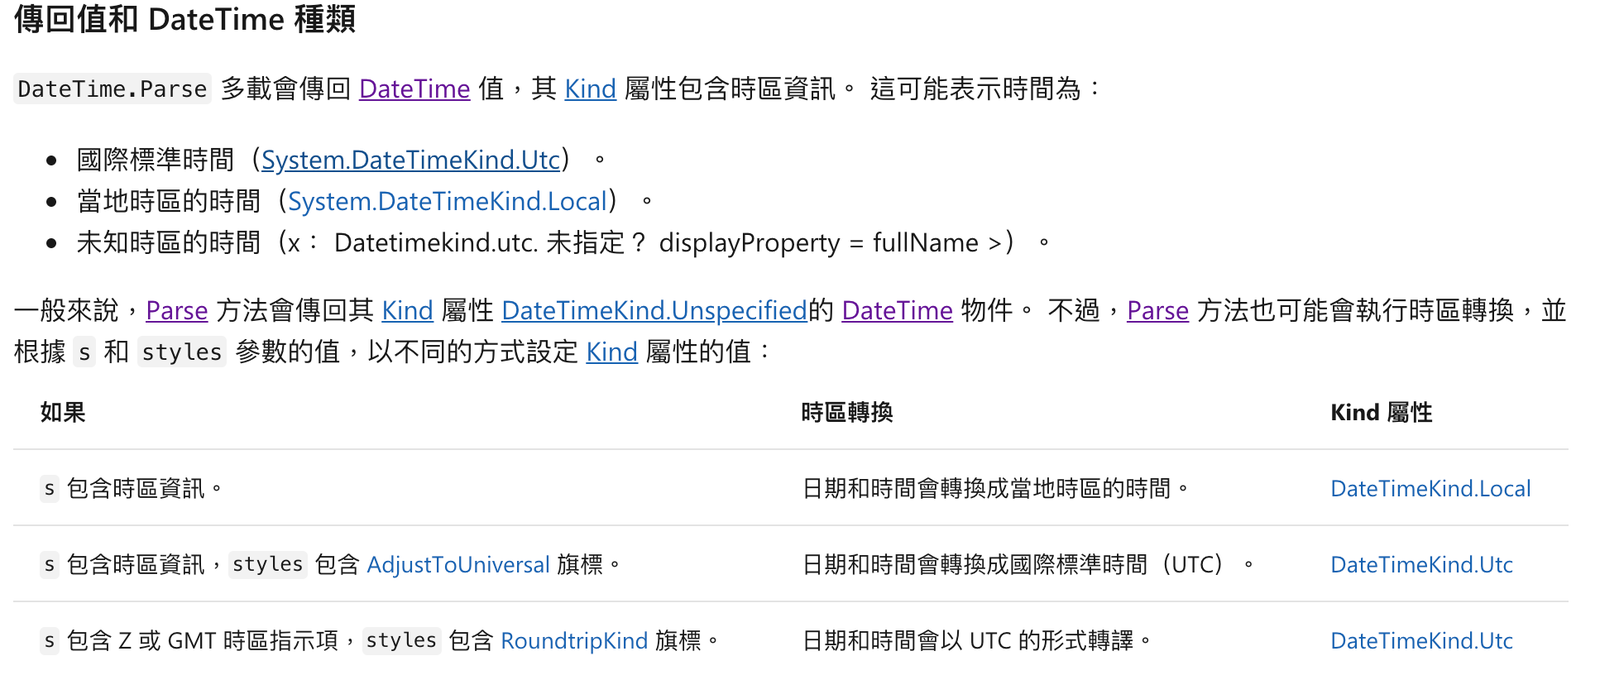 傳回值和 DateTime 種類
DateTime.Parse 多載會傳回 DateTime 值，其 Kind 屬性包含時區資訊。 這可能表示時間為：
• 國際標準時間（System.DateTimeKind.Utc）。
• 當地時區的時間（System.DateTimeKind.Local）。
• 未知時區的時間（x： Datetimekind.utc. 未指定？ displayProperty = fullName >）。
一般來說，Parse 方法會傳回其 Kind 屬性 DateTimeKind.Unspecified的 DateTime 物件。 不過，Parse 方法也可能會執行時區轉換，並
根據 s 和 styles 參數的值，以不同的方式設定 Kind 屬性的值：
如果 時區轉換 Kind 屬性
s 包含時區資訊。 日期和時間會轉換成當地時區的時間。 DateTimeKind.Local
s 包含時區資訊，styles 包含 AdjustToUniversal 旗標。 日期和時間會轉換成國際標準時間（UTC）。 DateTimeKind.Utc
s 包含 Z 或 GMT 時區指示項，styles 包含 RoundtripKind 旗標。 日期和時間會以 UTC 的形式轉譯。 DateTimeKind.Utc